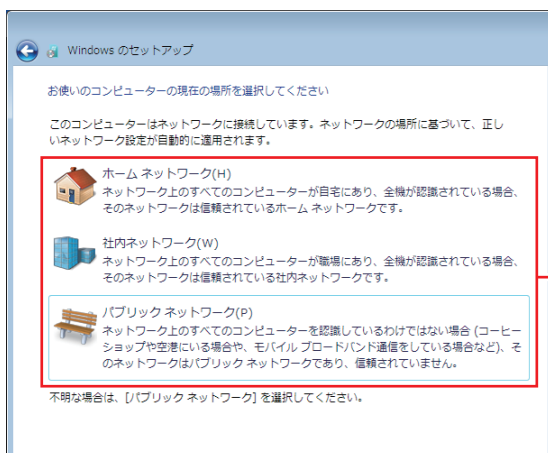 Windows のセットアップ
お使いのコンピューターの現在の場所を選択してください
このコンピューターはネットワークに接続しています。ネットワークの場所に基づいて、正し
いネットワーク設定が自動的に適用されます。
ホーム ネットワーク(H)
ネットワーク上のすべてのコンピューターが自宅にあり、全機が認識されている場合、
そのネットワークは信頼されているホーム ネットワークです。
社内ネットワーク(W)
ネットワーク上のすべてのコンピューターが職場にあり、全機が認識されている場合、
そのネットワークは信頼されている社内ネットワークです。
パブリック ネットワーク(P)
ネットワーク上のすべてのコンピューターを認識しているわけではない場合 (コーヒー
ショップや空港にいる場合や、モバイル ブロードバンド通信をしている場合など)、そ
のネットワークはパブリック ネットワークであり、信頼されていません。
不明な場合は、[パブリック ネットワーク] を選択してください。